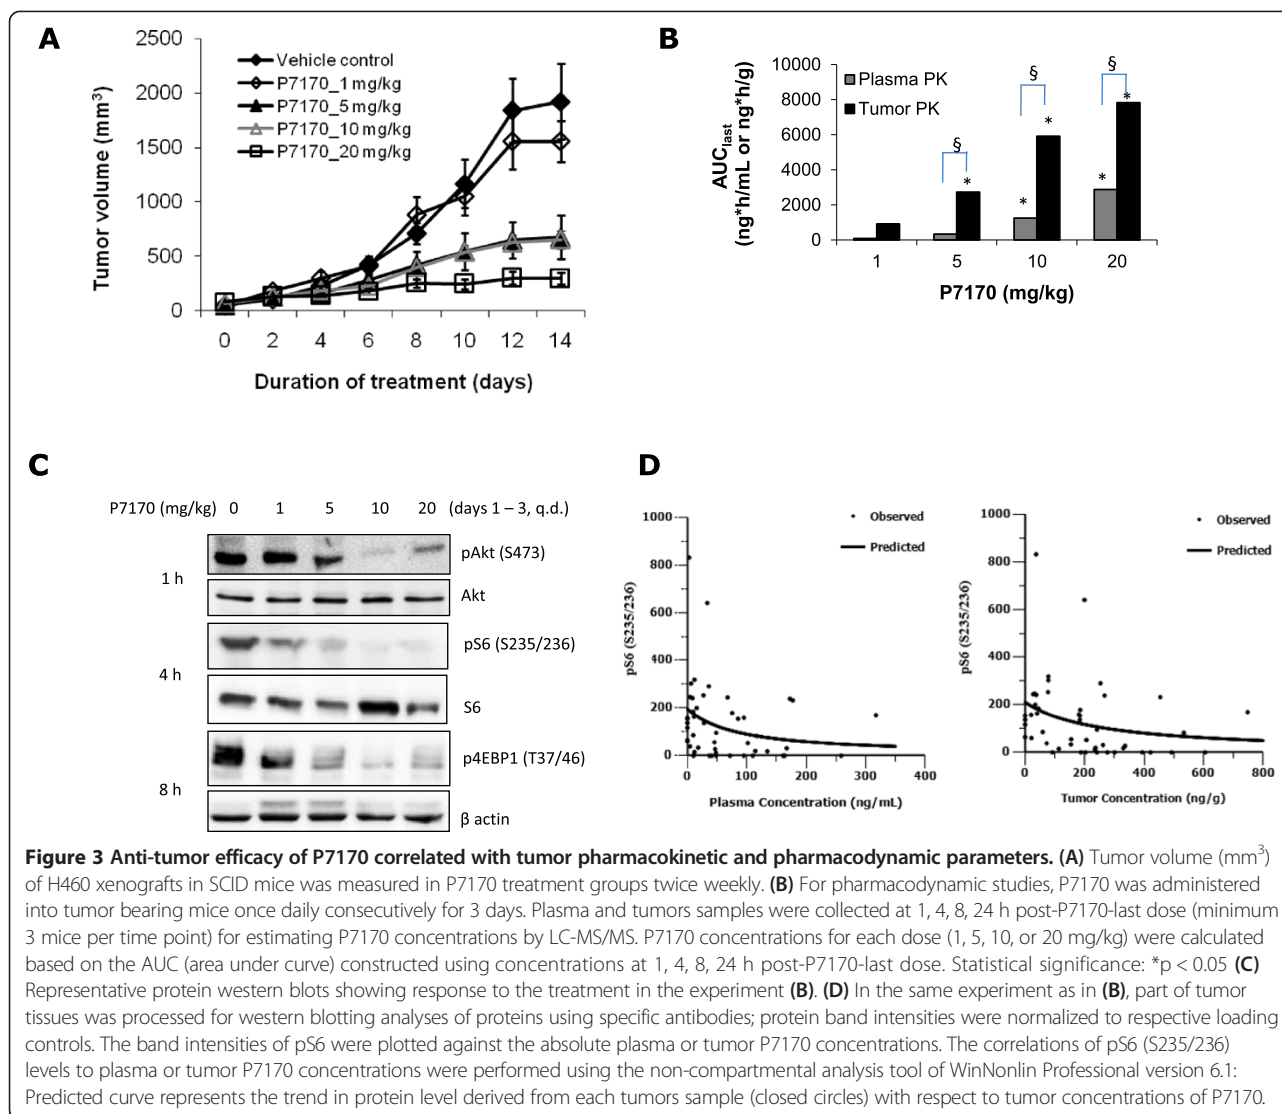 A
2500
2000
1500
1000
500
0
Tumor volume (mm³)
Vehicle control
P7170_1 mg/kg
P7170_5 mg/kg
P7170_10 mg/kg
P7170_20 mg/kg
0 2 4 6 8 10 12 14
Duration of treatment (days)
B
10000
8000
6000
4000
2000
0
AUClast
(ng*h/mL or ng*h/g)
Plasma PK
Tumor PK
§ § §
* * * * *
1 5 10 20
P7170 (mg/kg)
C
P7170 (mg/kg) 0 1 5 10 20 (days 1 – 3, q.d.)
1 h
pAkt (S473)
Akt
4 h
pS6 (S235/236)
S6
8 h
p4EBP1 (T37/46)
β actin
D
1000
800
600
400
200
0
pS6 (S235/236)
Observed
Predicted
0 100 200 300 400
Plasma Concentration (ng/mL)
1000
800
600
400
200
0
pS6 (S235/236)
Observed
Predicted
0 200 400 600 800
Tumor Concentration (ng/g)
Figure 3 Anti-tumor efficacy of P7170 correlated with tumor pharmacokinetic and pharmacodynamic parameters. (A) Tumor volume (mm³)
of H460 xenografts in SCID mice was measured in P7170 treatment groups twice weekly. (B) For pharmacodynamic studies, P7170 was administered
into tumor bearing mice once daily consecutively for 3 days. Plasma and tumors samples were collected at 1, 4, 8, 24 h post-P7170-last dose (minimum
3 mice per time point) for estimating P7170 concentrations by LC-MS/MS. P7170 concentrations for each dose (1, 5, 10, or 20 mg/kg) were calculated
based on the AUC (area under curve) constructed using concentrations at 1, 4, 8, 24 h post-P7170-last dose. Statistical significance: *p < 0.05 (C)
Representative protein western blots showing response to the treatment in the experiment (B). (D) In the same experiment as in (B), part of tumor
tissues was processed for western blotting analyses of proteins using specific antibodies; protein band intensities were normalized to respective loading
controls. The band intensities of pS6 were plotted against the absolute plasma or tumor P7170 concentrations. The correlations of pS6 (S235/236)
levels to plasma or tumor P7170 concentrations were performed using the non-compartmental analysis tool of WinNonlin Professional version 6.1:
Predicted curve represents the trend in protein level derived from each tumors sample (closed circles) with respect to tumor concentrations of P7170.